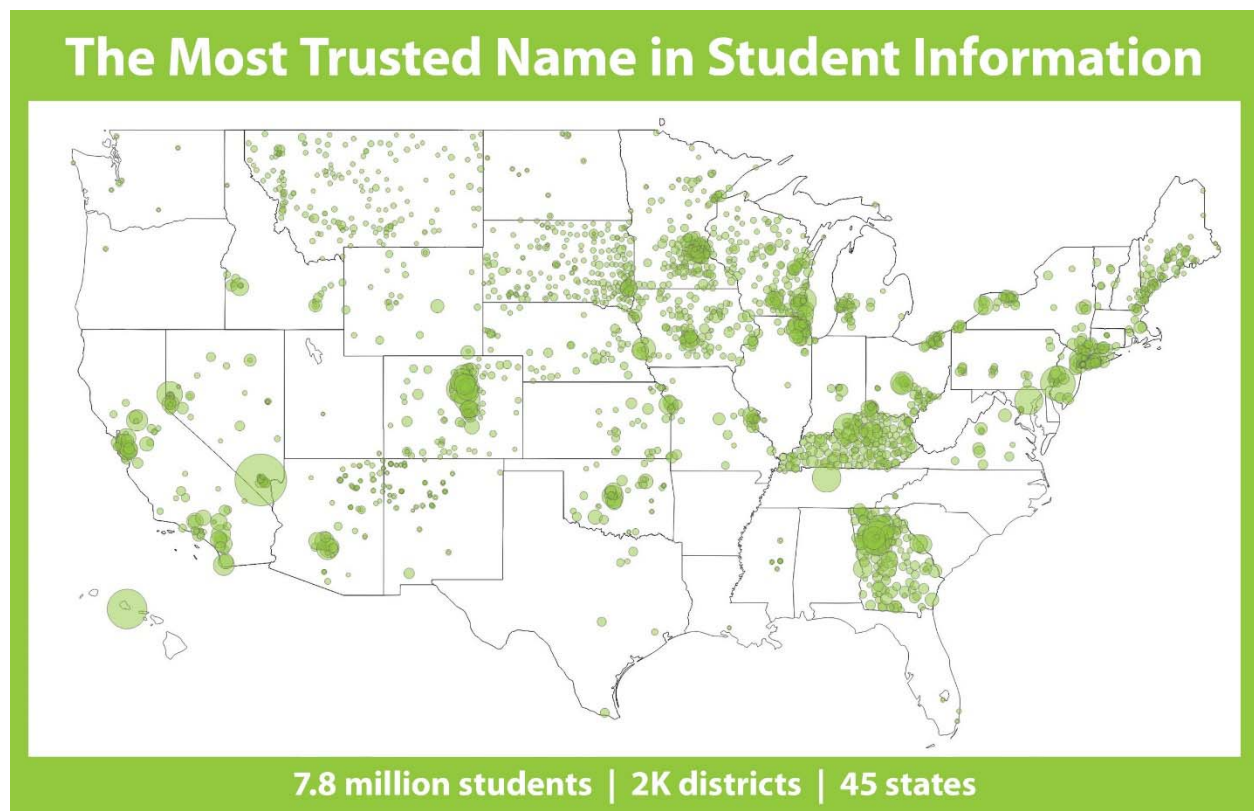 The Most Trusted Name in Student Information
7.8 million students | 2K districts | 45 states